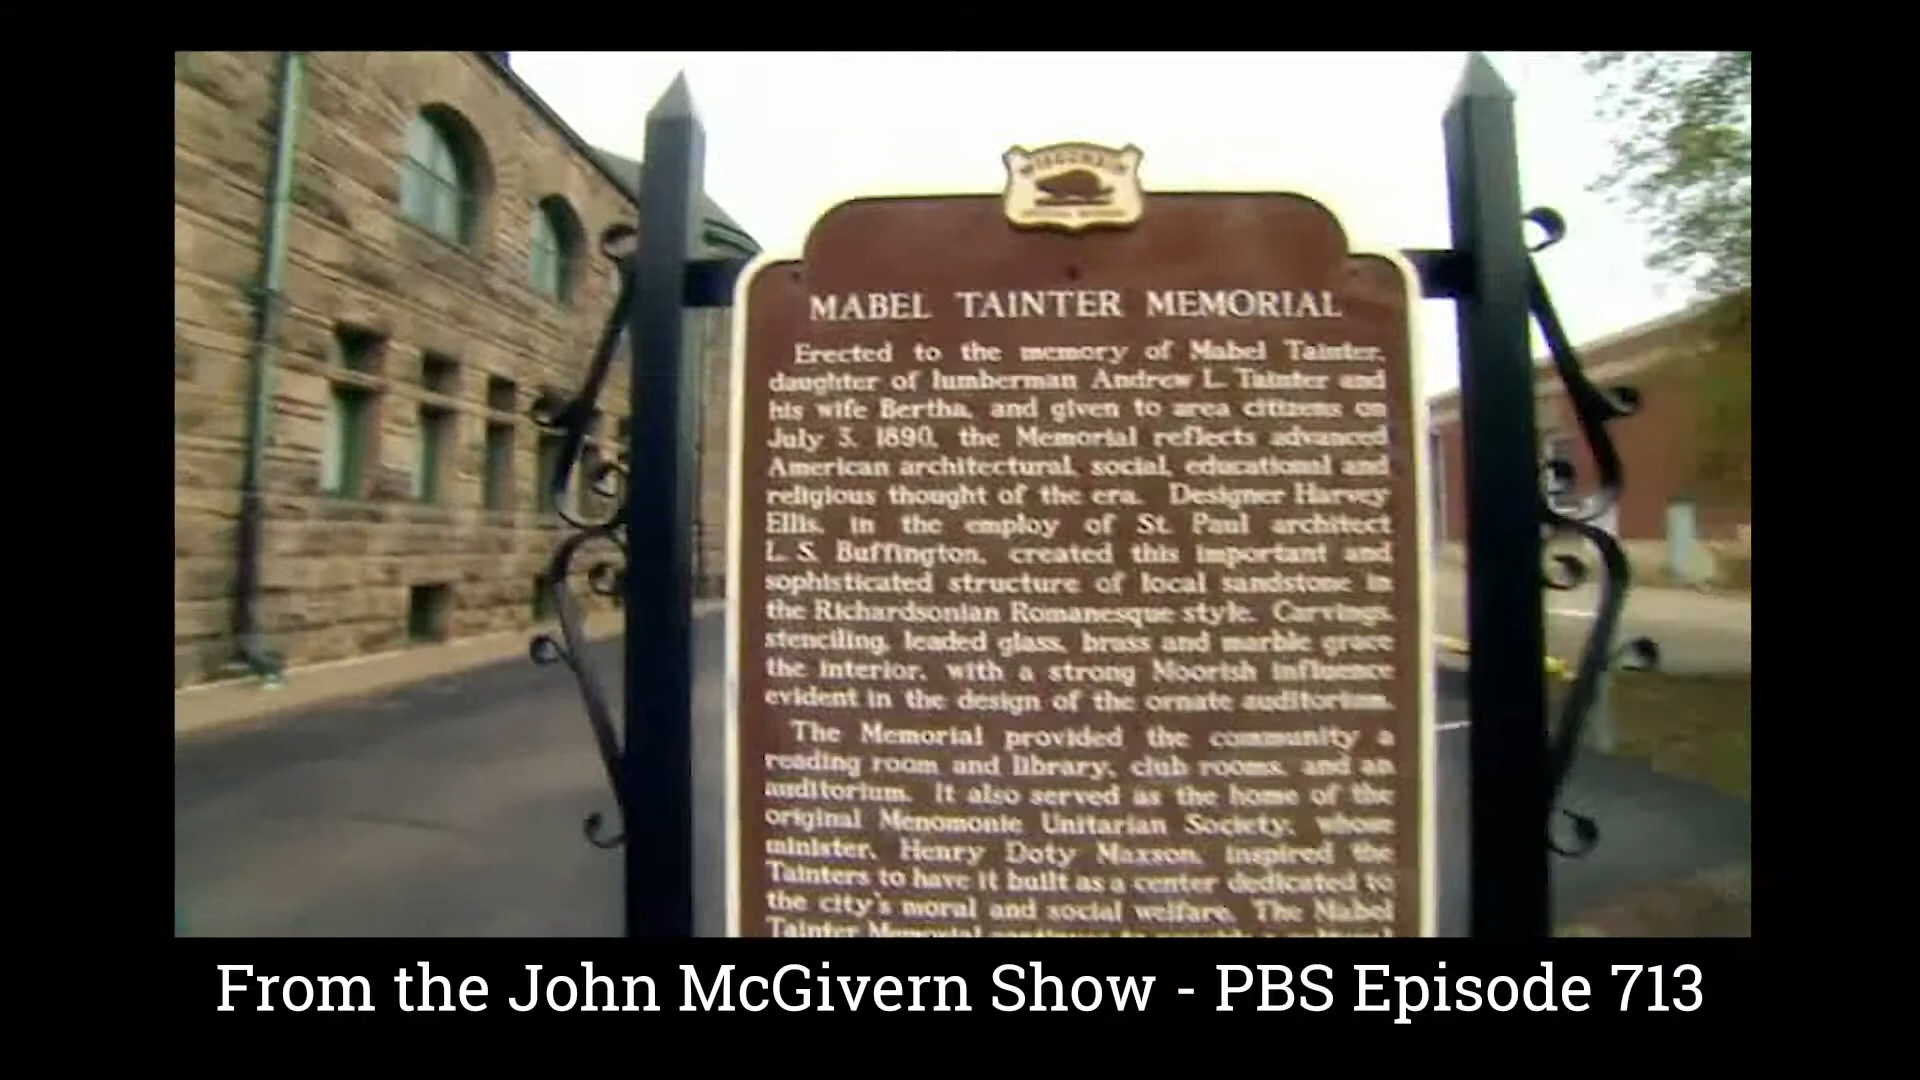 WISCONSIN
MABEL TAINTER MEMORIAL
Erected to the memory of Mabel Tainter,
daughter of lumberman Andrew L. Tainter and
his wife Bertha, and given to area citizens on
July 3, 1890, the Memorial reflects advanced
American architectural, social, educational and
religious thought of the era. Designer Harvey
Ellis, in the employ of St. Paul architect
L. S. Buffington, created this important and
sophisticated structure of local sandstone in
the Richardsonian Romanesque style. Carvings,
stenciling, leaded glass, brass and marble grace
the interior, with a strong Moorish influence
evident in the design of the ornate auditorium.
The Memorial provided the community a
reading room and library, club rooms, and an
auditorium. It also served as the home of the
original Menomonie Unitarian Society, whose
minister, Henry Doty Maxson, inspired the
Tainters to have it built as a center dedicated to
the city's moral and social welfare. The Mabel
Tainter Memorial
From the John McGivern Show - PBS Episode 713